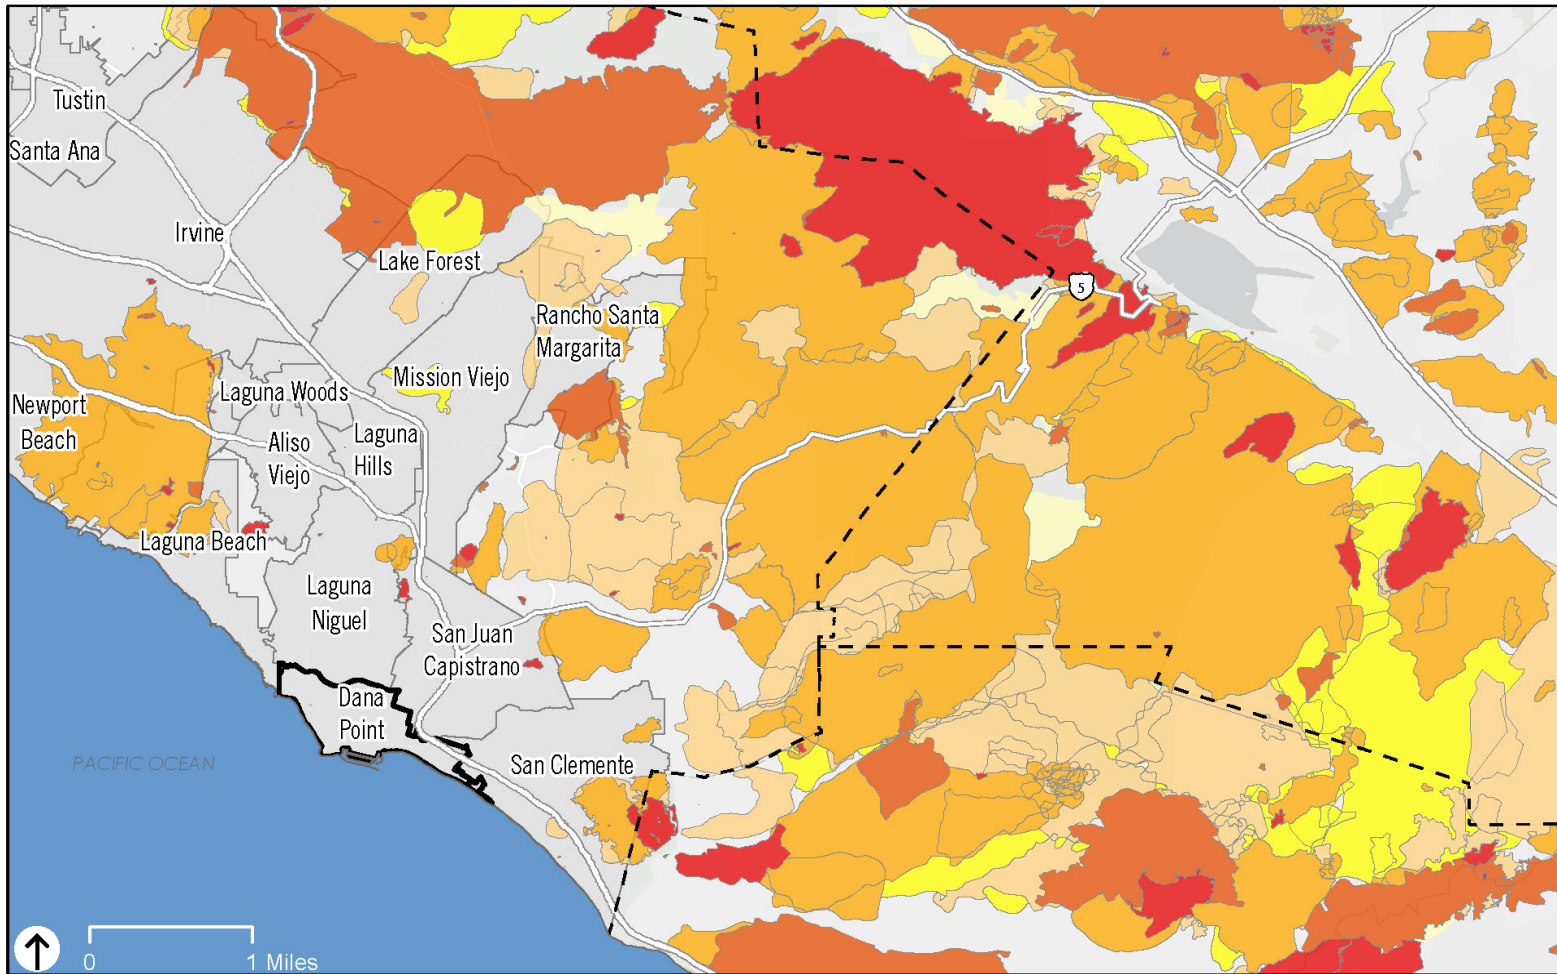 Tustin
Santa Ana
Irvine
Lake Forest
Rancho Santa
Margarita
5
Mission Viejo
Laguna Woods
Newport
Beach
Aliso
Viejo
Laguna
Hills
Laguna Beach
Laguna
Niguel
San Juan
Capistrano
Dana
Point
San Clemente
PACIFIC OCEAN
0
1 Miles